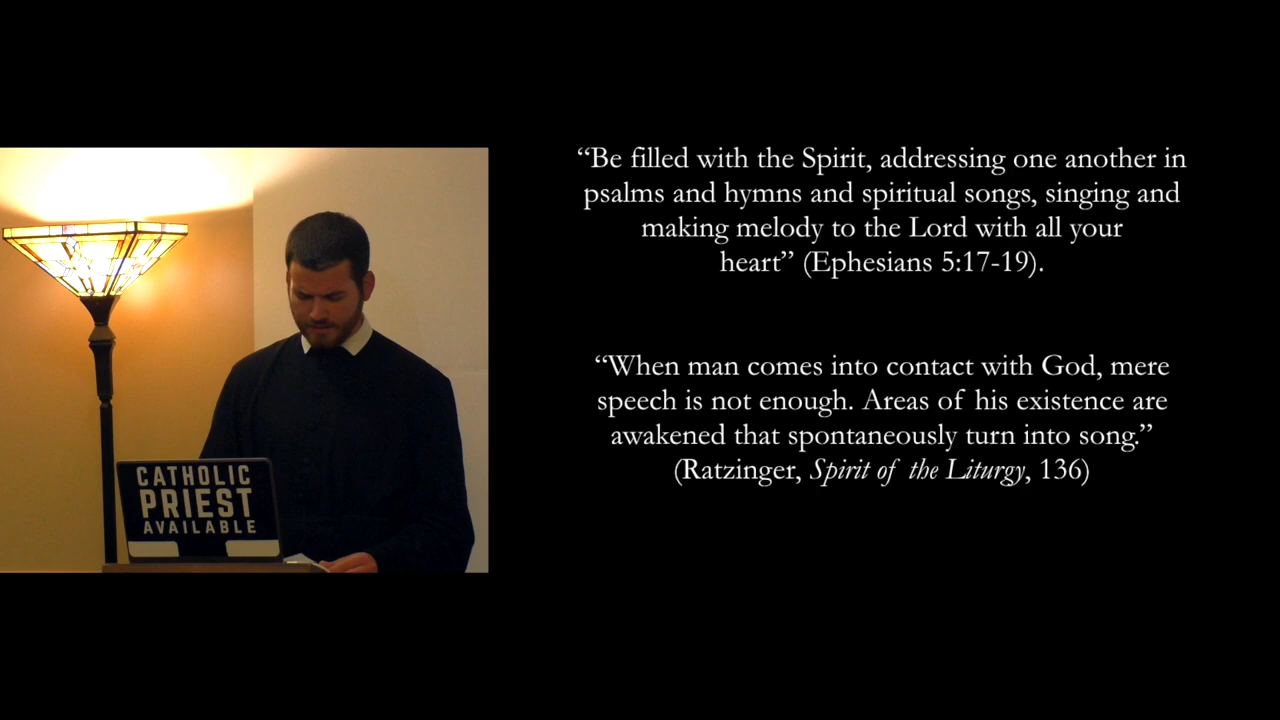 CATHOLIC
PRIEST
AVAILABLE
“Be filled with the Spirit, addressing one another in
psalms and hymns and spiritual songs, singing and
making melody to the Lord with all your
heart” (Ephesians 5:17-19).
“When man comes into contact with God, mere
speech is not enough. Areas of his existence are
awakened that spontaneously turn into song.”
(Ratzinger, Spirit of the Liturgy, 136)